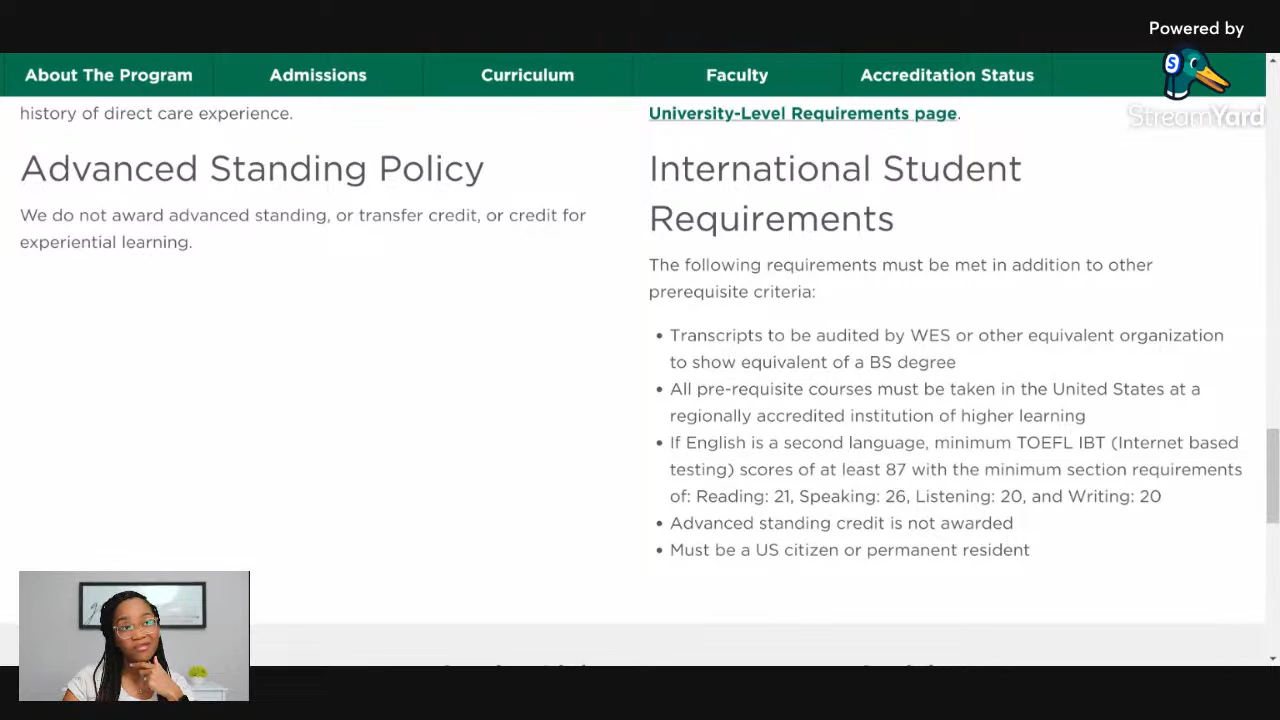 Powered by
StreamYard
About The Program
Admissions
Curriculum
Faculty
Accreditation Status
history of direct care experience.
Advanced Standing Policy
We do not award advanced standing, or transfer credit, or credit for
experiential learning.
University-Level Requirements page.
International Student
Requirements
The following requirements must be met in addition to other
prerequisite criteria:
• Transcripts to be audited by WES or other equivalent organization
to show equivalent of a BS degree
• All pre-requisite courses must be taken in the United States at a
regionally accredited institution of higher learning
• If English is a second language, minimum TOEFL IBT (Internet based
testing) scores of at least 87 with the minimum section requirements
of: Reading: 21, Speaking: 26, Listening: 20, and Writing: 20
• Advanced standing credit is not awarded
• Must be a US citizen or permanent resident